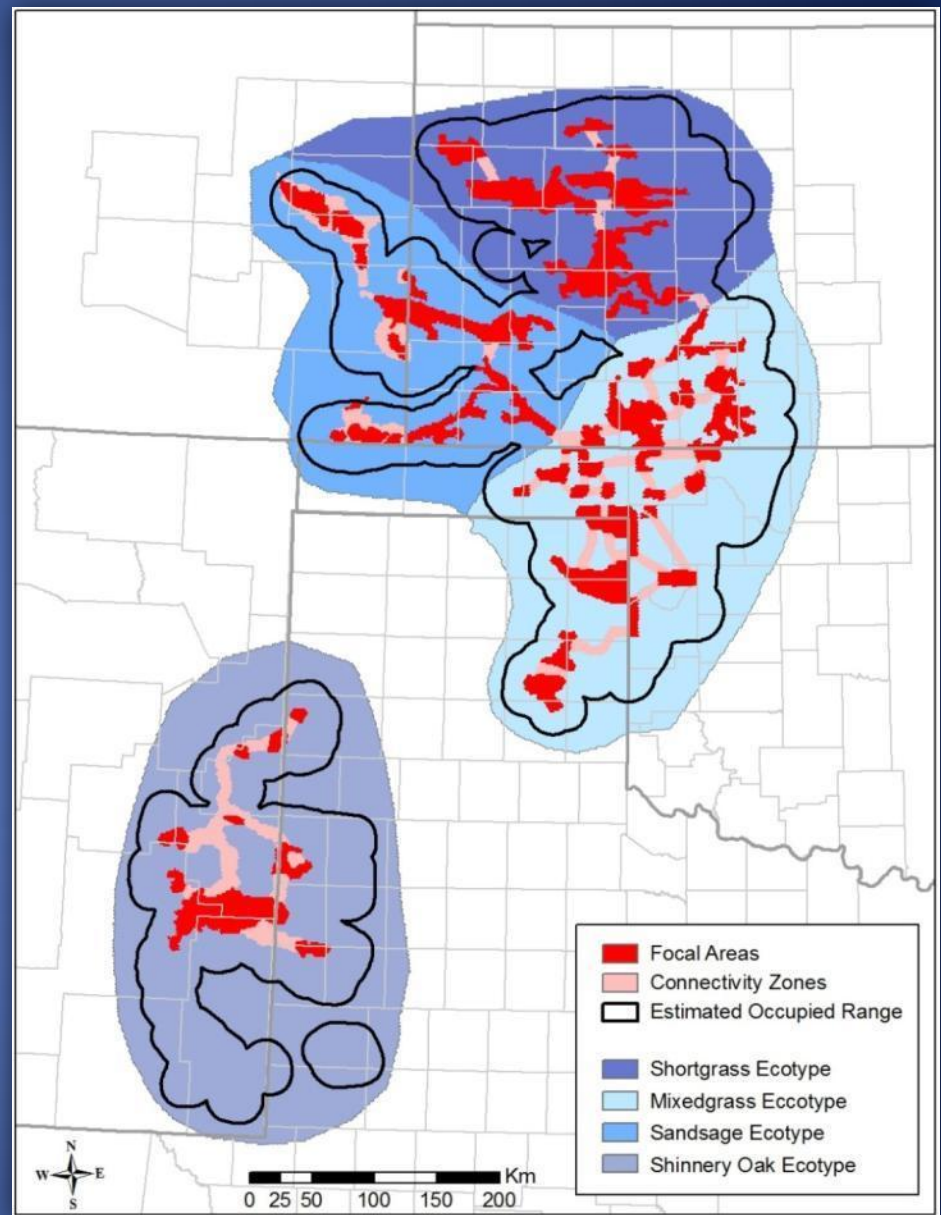 Focal Areas
Connectivity Zones
Estimated Occupied Range
Shortgrass Ecotype
Mixedgrass Eccotype
Sandsage Ecotype
Shinnery Oak Ecotype
N
W E
S
Km
0 25 50 100 150 200